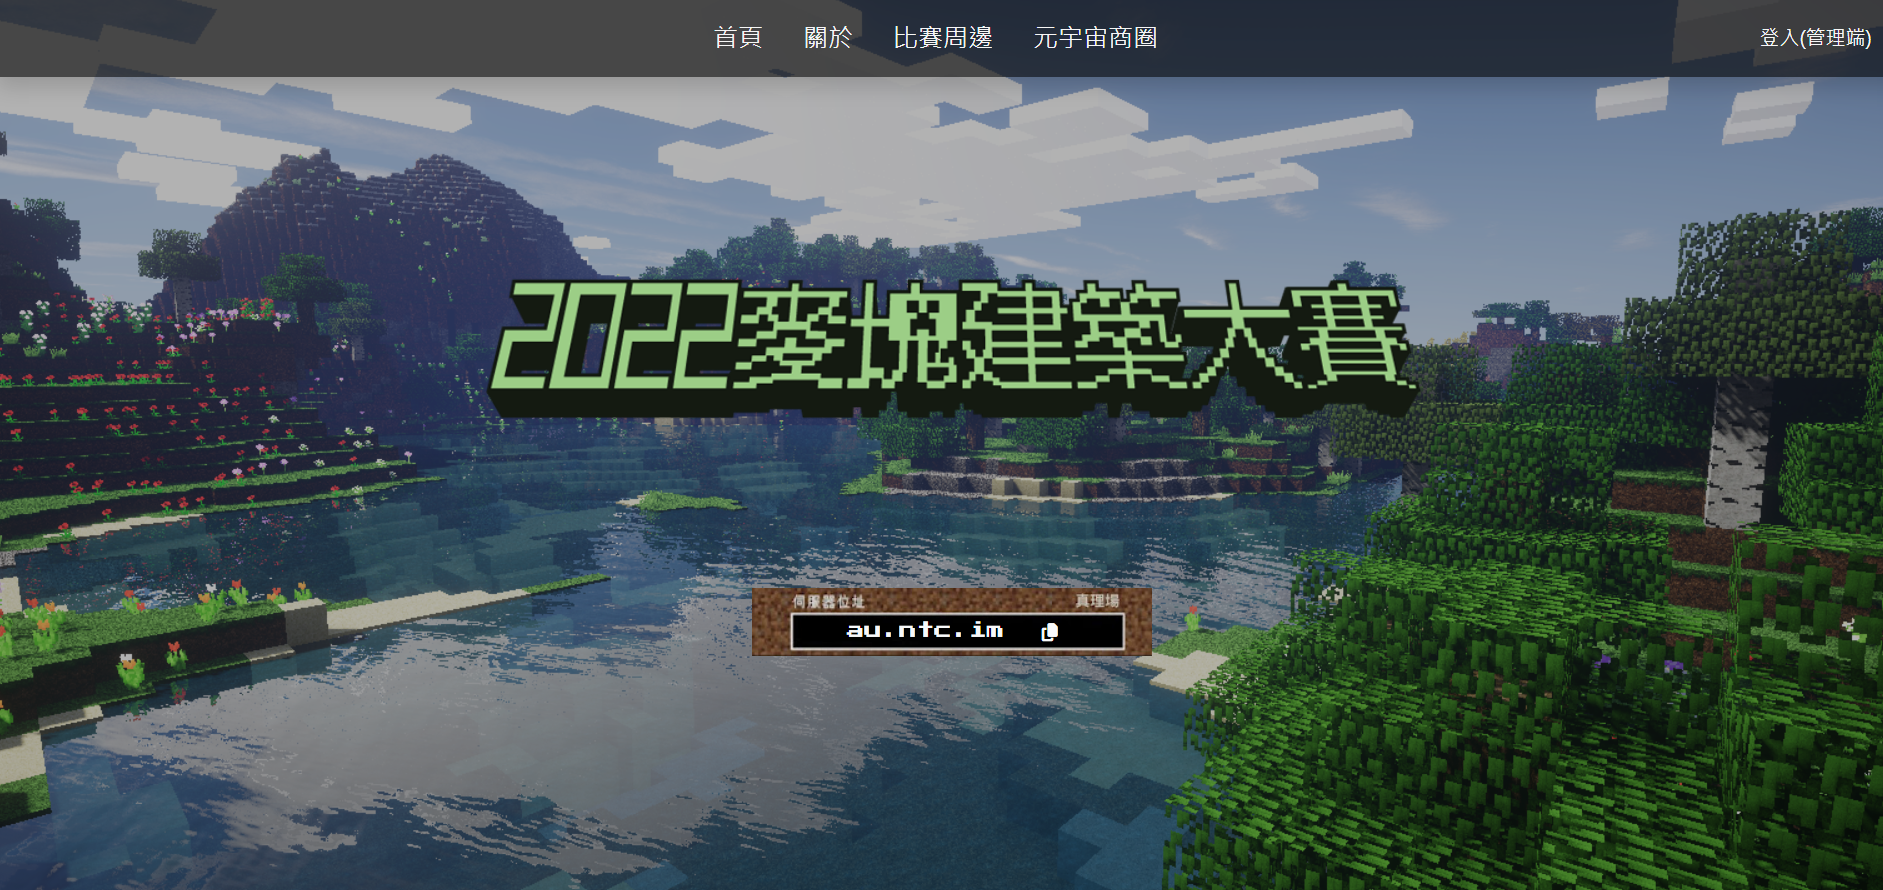 首頁 關於 比賽周邊 元宇宙商圈 登入(管理端)
2022麥塊建築大賽
伺服器位址 真理場
au.ntc.im